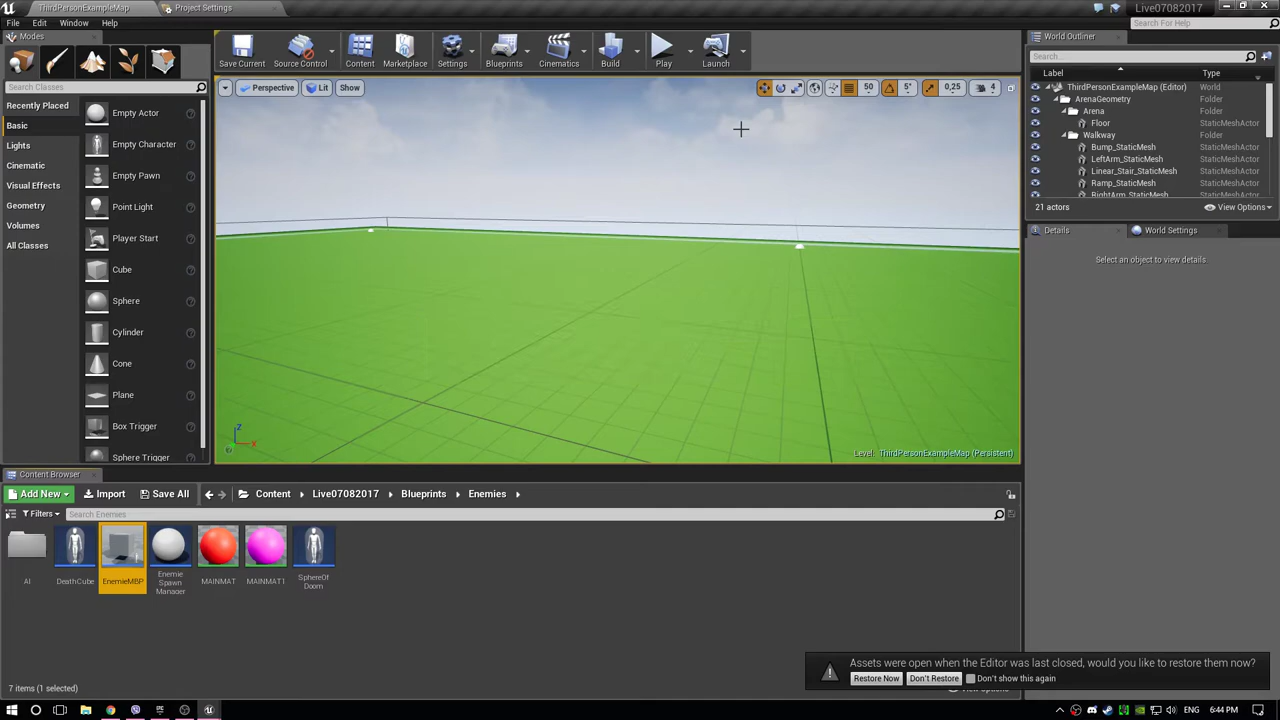 ThirdPersonExampleMap
Project Settings
Live07082017
File Edit Window Help
Search For Help
Modes
Search Classes
Recently Placed
Basic
Lights
Cinematic
Visual Effects
Geometry
Volumes
All Classes
Empty Actor
Empty Character
Empty Pawn
Point Light
Player Start
Cube
Sphere
Cylinder
Cone
Plane
Box Trigger
Sphere Trigger
Save Current
Source Control
Content
Marketplace
Settings
Blueprints
Cinematics
Build
Play
Launch
Perspective
Lit
Show
50
5°
0,25
4
Z
X
Level: ThirdPersonExampleMap (Persistent)
World Outliner
Search...
Label
Type
ThirdPersonExampleMap (Editor) World
ArenaGeometry Folder
Arena Folder
Floor StaticMeshActor
Walkway Folder
Bump_StaticMesh StaticMeshActor
LeftArm_StaticMesh StaticMeshActor
Linear_Stair_StaticMesh StaticMeshActor
Ramp_StaticMesh StaticMeshActor
RightArm_StaticMesh StaticMeshActor
21 actors
View Options
Details
World Settings
Select an object to view details.
Content Browser
Add New
Import
Save All
Content
Live07082017
Blueprints
Enemies
Filters
Search Enemies
AI
DeathCube
EnemieMBP
Enemie
Spawn
Manager
MAINMAT
MAINMAT1
SphereOf
Doom
7 items (1 selected)
Assets were open when the Editor was last closed, would you like to restore them now?
Restore Now
Don't Restore
Don't show this again
View Options
ENG
6:44 PM